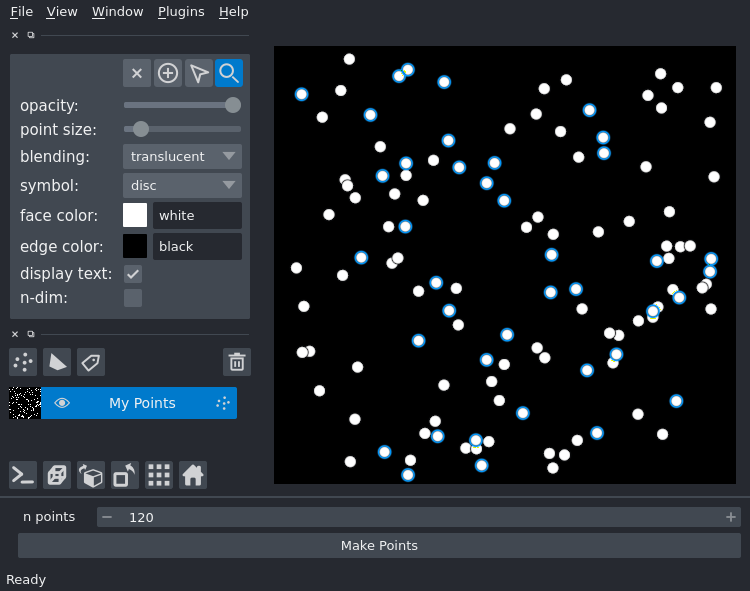 File View Window Plugins Help
opacity:
point size:
blending: translucent
symbol: disc
face color: white
edge color: black
display text:
n-dim:
My Points
n points 120
Make Points
Ready